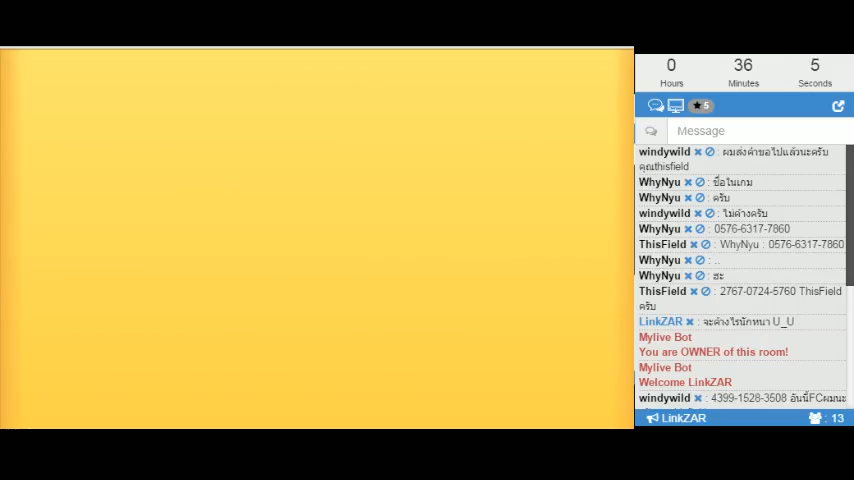 0 36 5
Hours Minutes Seconds
5
Message
windywild : ผมส่งคำขอไปแล้วนะครับ
คุณthisfield
WhyNyu : ชื่อในเกม
WhyNyu : ครับ
windywild : ไม่ค้างครับ
WhyNyu : 0576-6317-7860
ThisField : WhyNyu : 0576-6317-7860
WhyNyu : ..
WhyNyu : ฮะ
ThisField : 2767-0724-5760 ThisField
ครับ
LinkZAR : จะค้างไรนักหนา U_U
Mylive Bot
You are OWNER of this room!
Mylive Bot
Welcome LinkZAR
windywild : 4399-1528-3508 อันนี้FCผมนะ
LinkZAR : 13